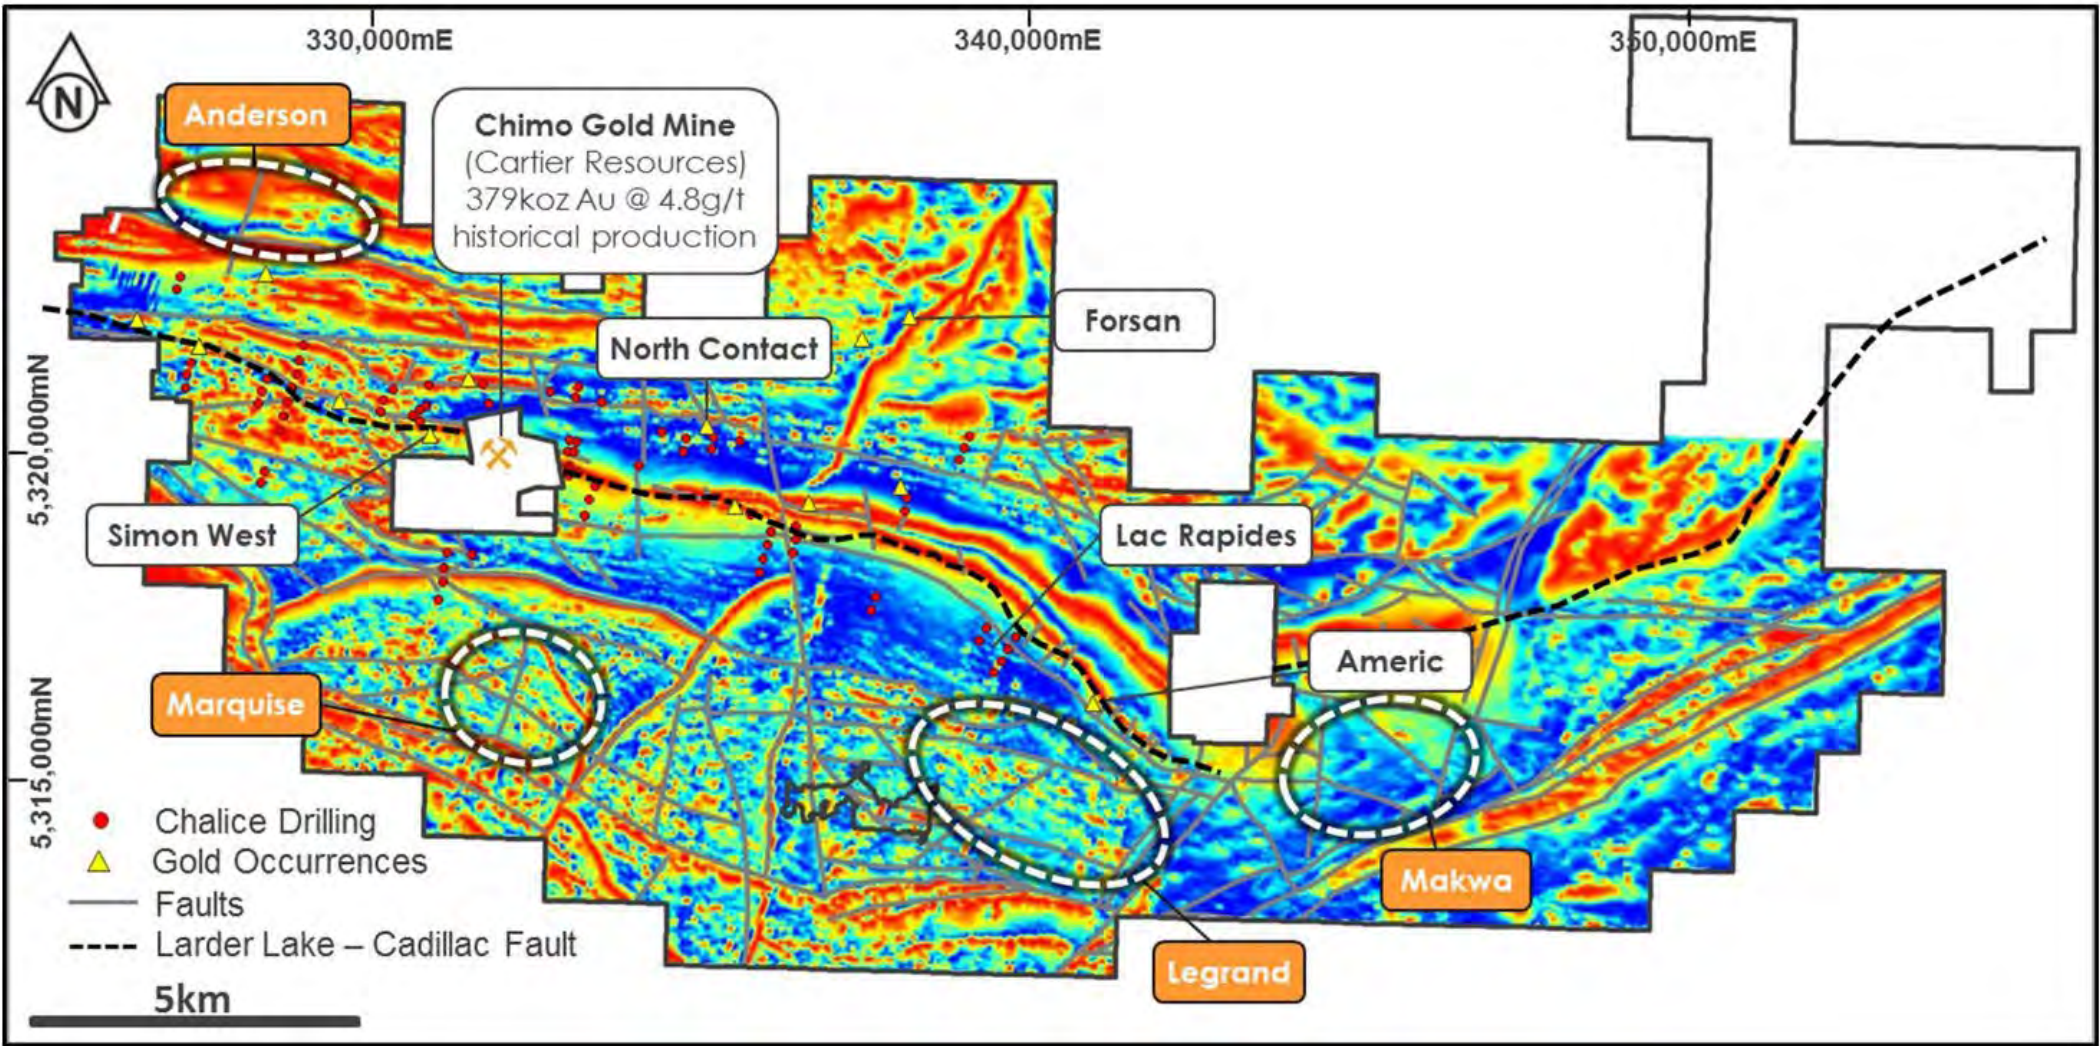 330,000mE
340,000mE
350,000mE
N
Anderson
Chimo Gold Mine
(Cartier Resources)
379koz Au @ 4.8g/t
historical production
Forsan
North Contact
5,320,000mN
Simon West
Lac Rapides
Americ
Marquise
5,315,000mN
Chalice Drilling
Gold Occurrences
Faults
Larder Lake – Cadillac Fault
5km
Makwa
Legrand